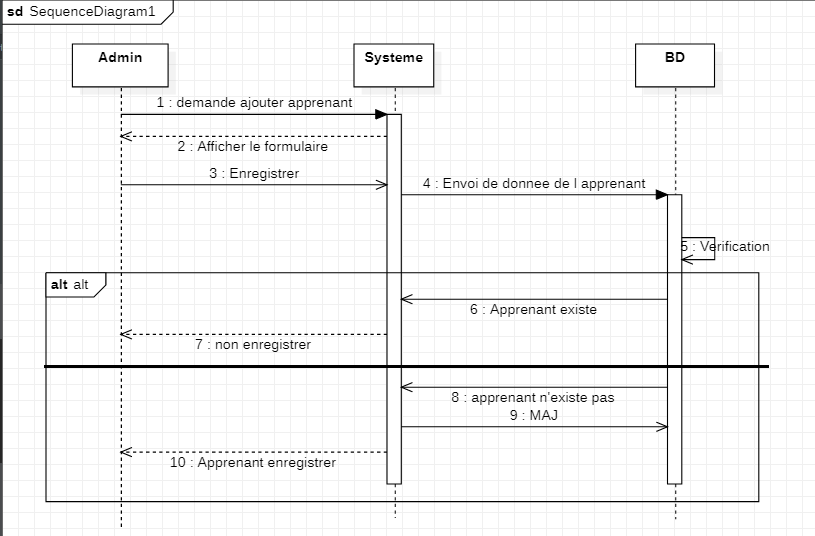 sd SequenceDiagram1
Admin
Systeme
BD
1 : demande ajouter apprenant
2 : Afficher le formulaire
3 : Enregistrer
4 : Envoi de donnee de l apprenant
5 : Verification
alt alt
6 : Apprenant existe
7 : non enregistrer
8 : apprenant n'existe pas
9 : MAJ
10 : Apprenant enregistrer